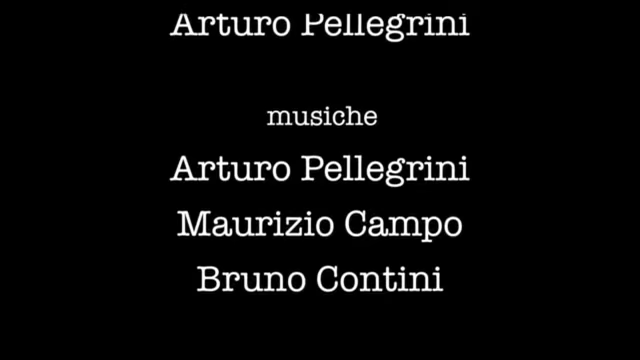 Arturo Pellegrini
musiche
Arturo Pellegrini
Maurizio Campo
Bruno Contini